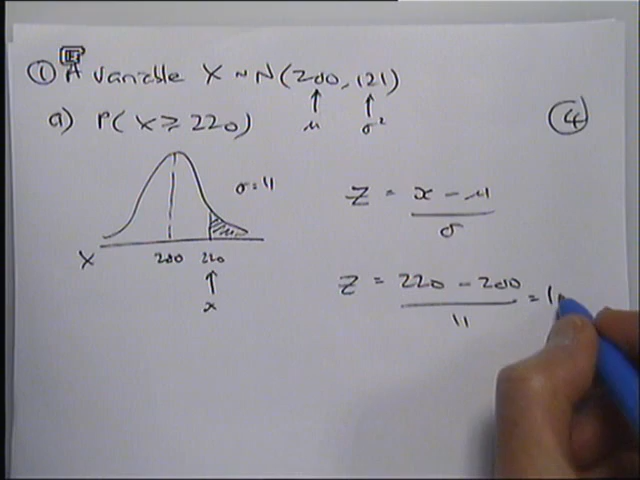 ① A variable X ~ N(200, 121)
E
μ σ²
a) P(X ≥ 220)
④
σ = 11
X 200 220
x
Z = x - μ
σ
Z = 220 - 200 = 1.
11